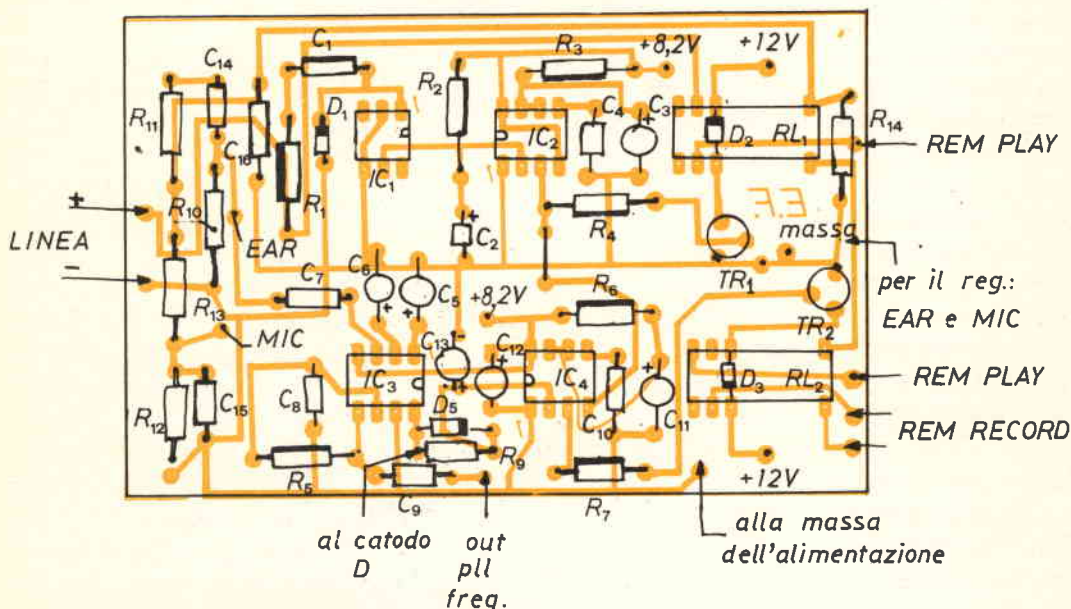 C1
R3
+8,2V
+12V
C14
R2
C4
C3
R11
D1
R14
C16
IC1
IC2
D2
RL1
REM PLAY
R10
R1
C2
R4
E.F.
massa
+
LINEA
-
EAR
C6
C5
C7
+8,2V
R6
TR1
per il reg.:
EAR e MIC
R13
MIC
TR2
C13
C12
IC3
IC4
D3
RL2
REM PLAY
R12
C15
C8
D5
C10
C11
REM RECORD
R5
C9
R9
R7
+12V
al catodo
D
out
pll
freq.
alla massa
dell'alimentazione